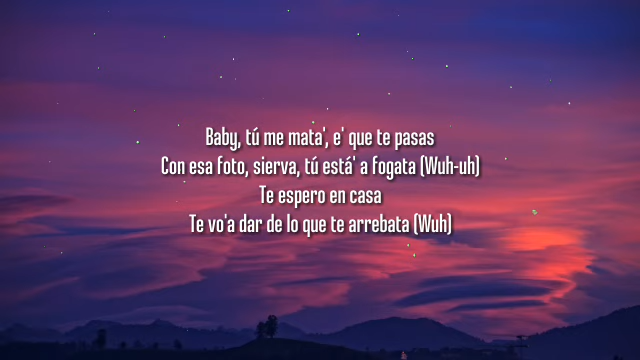 Baby, tú me mata', e' que te pasas
Con esa foto, sierva, tú está' a fogata (Wuh-uh)
Te espero en casa
Te vo'a dar de lo que te arrebata (Wuh)